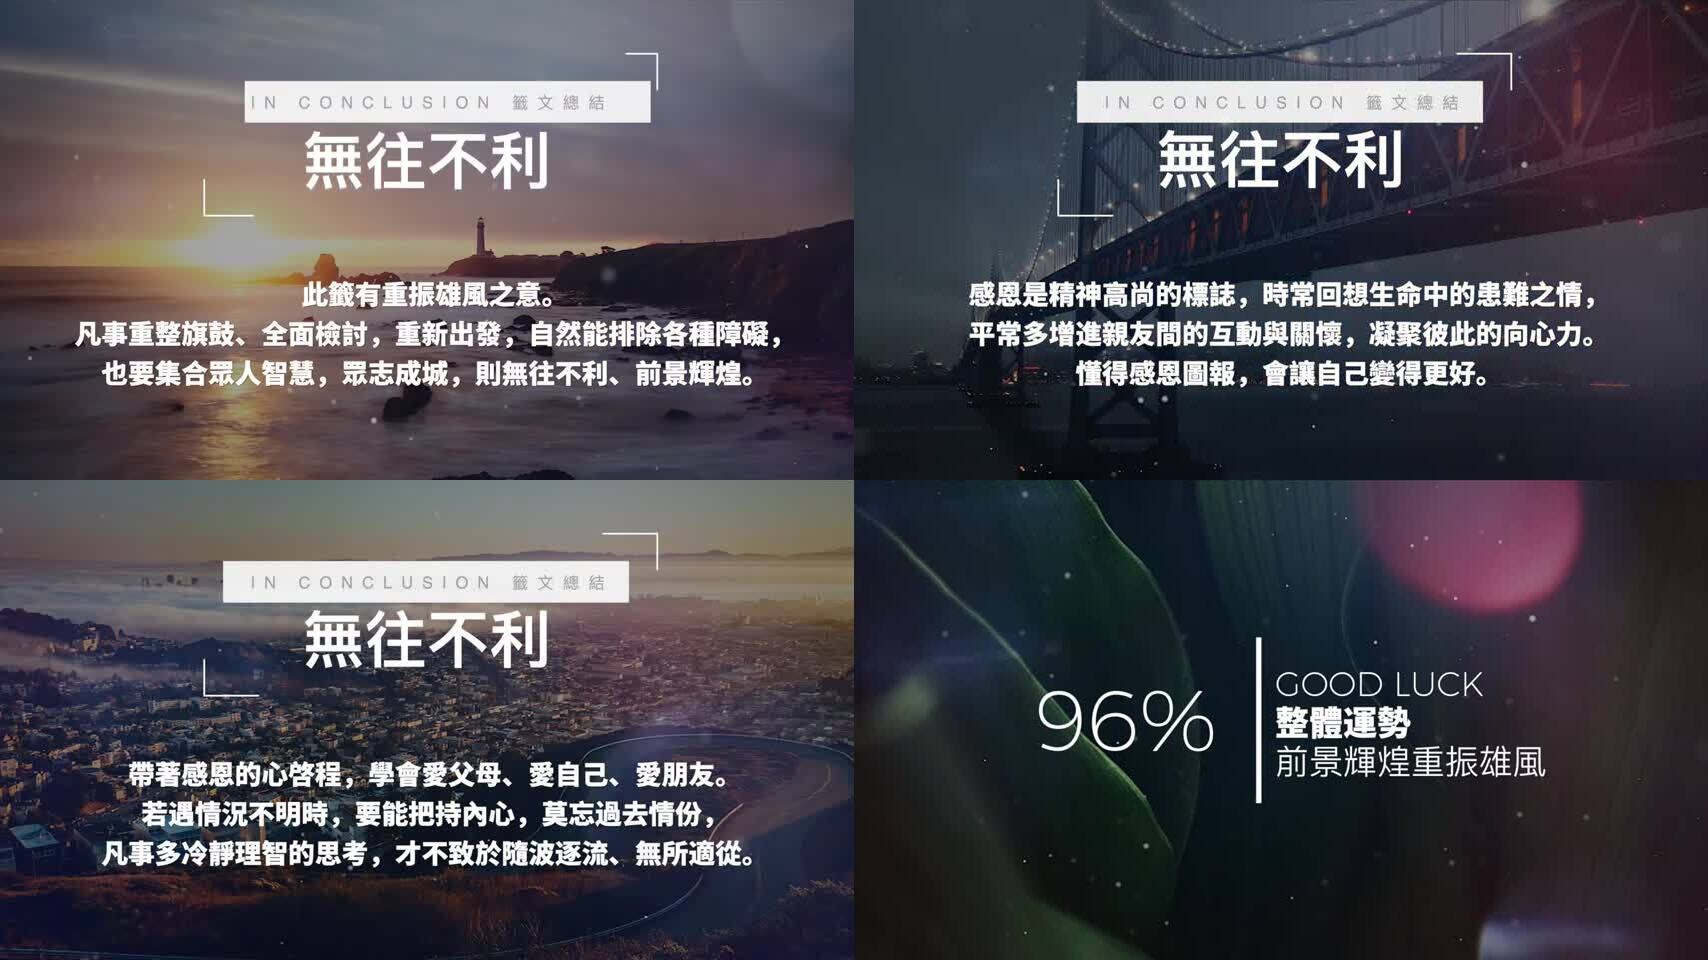 IN CONCLUSION 籤文總結
無往不利
此籤有重振雄風之意。
凡事重整旗鼓、全面檢討，重新出發，自然能排除各種障礙，
也要集合眾人智慧，眾志成城，則無往不利、前景輝煌。
IN CONCLUSION 籤文總結
無往不利
感恩是精神高尚的標誌，時常回想生命中的患難之情，
平常多增進親友間的互動與關懷，凝聚彼此的向心力。
懂得感恩圖報，會讓自己變得更好。
IN CONCLUSION 籤文總結
無往不利
帶著感恩的心啓程，學會愛父母、愛自己、愛朋友。
若遇情況不明時，要能把持內心，莫忘過去情份，
凡事多冷靜理智的思考，才不致於隨波逐流、無所適從。
96%
GOOD LUCK
整體運勢
前景輝煌重振雄風